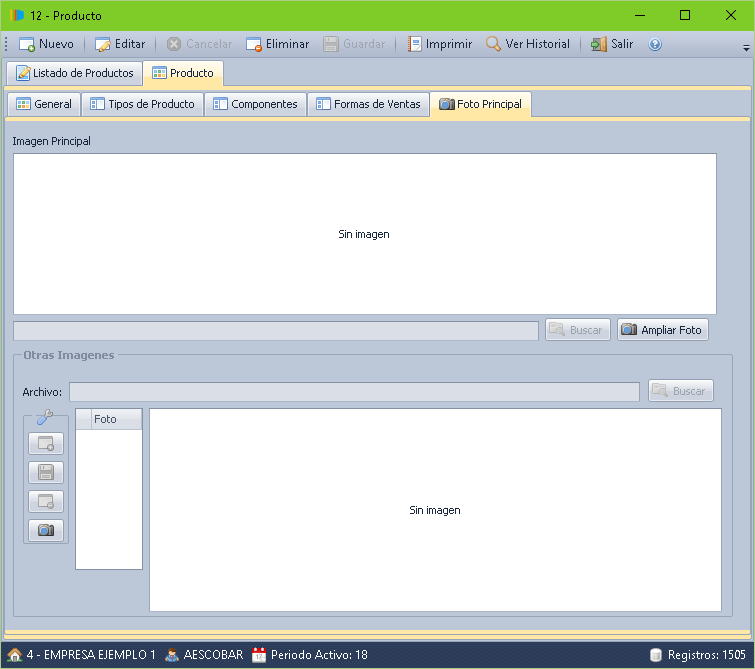 12 - Producto
Nuevo Editar Cancelar Eliminar Guardar Imprimir Ver Historial Salir
Listado de Productos Producto
General Tipos de Producto Componentes Formas de Ventas Foto Principal
Imagen Principal
Sin imagen
Buscar Ampliar Foto
Otras Imagenes
Archivo: Buscar
Foto
Sin imagen
4 - EMPRESA EJEMPLO 1 AESCOBAR Periodo Activo: 18 Registros: 1505